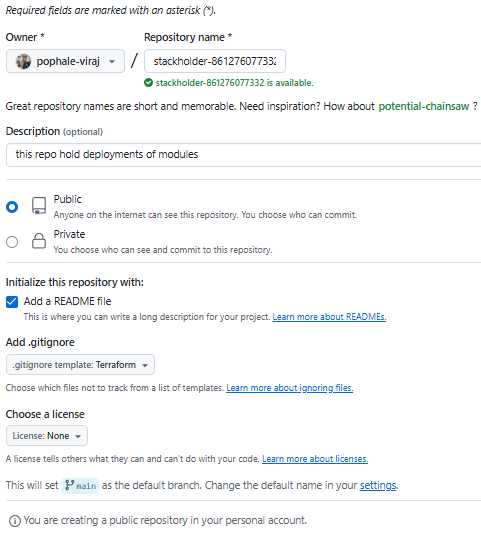 Required fields are marked with an asterisk (*).
Owner * Repository name *
pophale-viraj / stackholder-861276077332
stackholder-861276077332 is available.
Great repository names are short and memorable. Need inspiration? How about potential-chainsaw ?
Description (optional)
this repo hold deployments of modules
Public
Anyone on the internet can see this repository. You choose who can commit.
Private
You choose who can see and commit to this repository.
Initialize this repository with:
Add a README file
This is where you can write a long description for your project. Learn more about READMEs.
Add .gitignore
.gitignore template: Terraform
Choose which files not to track from a list of templates. Learn more about ignoring files.
Choose a license
License: None
A license tells others what they can and can't do with your code. Learn more about licenses.
This will set main as the default branch. Change the default name in your settings.
You are creating a public repository in your personal account.